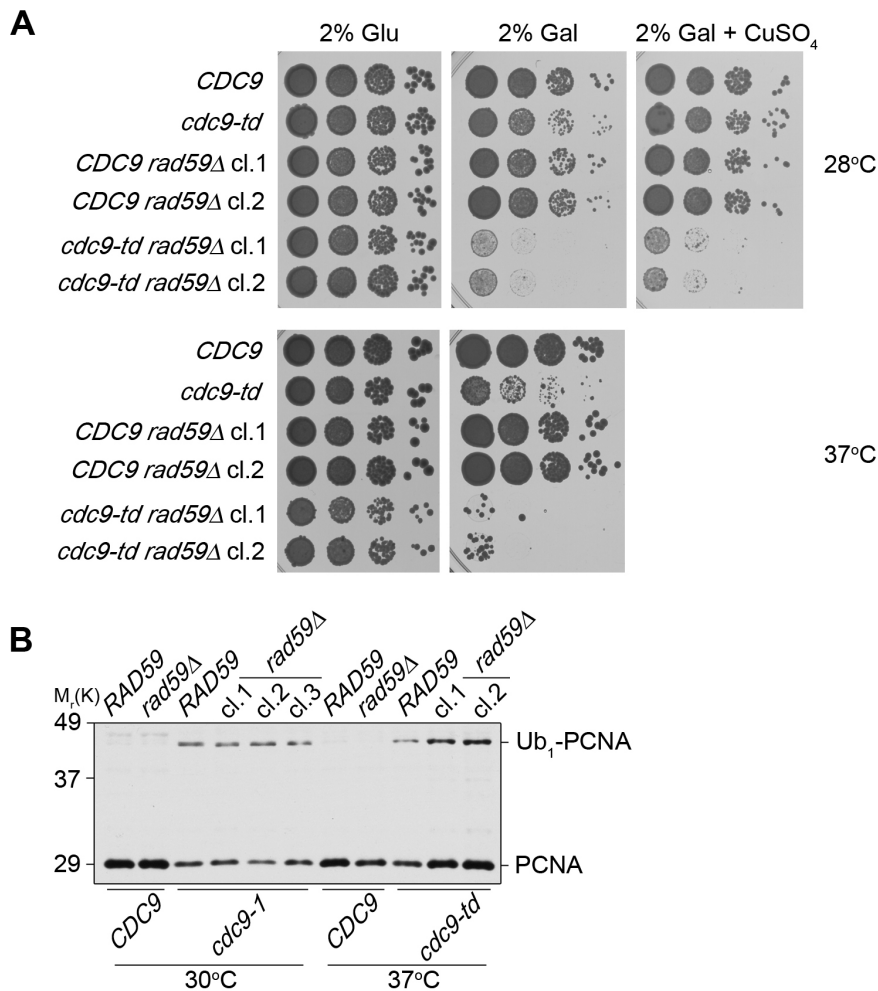 A
2% Glu 2% Gal 2% Gal + CuSO4
CDC9
cdc9-td
CDC9 rad59Δ cl.1
CDC9 rad59Δ cl.2
cdc9-td rad59Δ cl.1
cdc9-td rad59Δ cl.2
28°C
CDC9
cdc9-td
CDC9 rad59Δ cl.1
CDC9 rad59Δ cl.2
cdc9-td rad59Δ cl.1
cdc9-td rad59Δ cl.2
37°C
B
rad59Δ rad59Δ
Mr(K) RAD59 rad59Δ RAD59 cl.1 cl.2 cl.3 RAD59 rad59Δ RAD59 cl.1 cl.2
49
Ub1-PCNA
37
29 PCNA
CDC9 cdc9-1 CDC9 cdc9-td
30°C 37°C